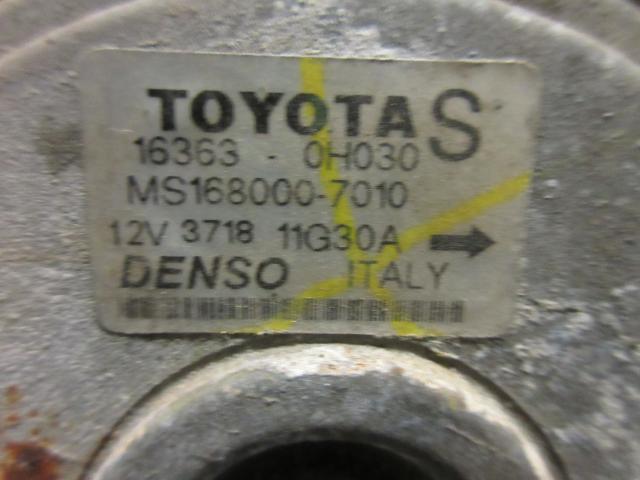 TOYOTA S
16363 - 0H030
MS168000-7010
12V 3718 11G30A
DENSO ITALY